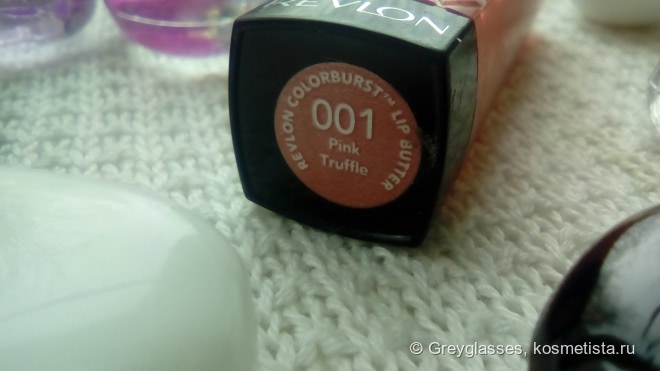 REVLON
REVLON COLORBURST™ LIP BUTTER
001
Pink
Truffle
© Greyglasses, kosmetista.ru